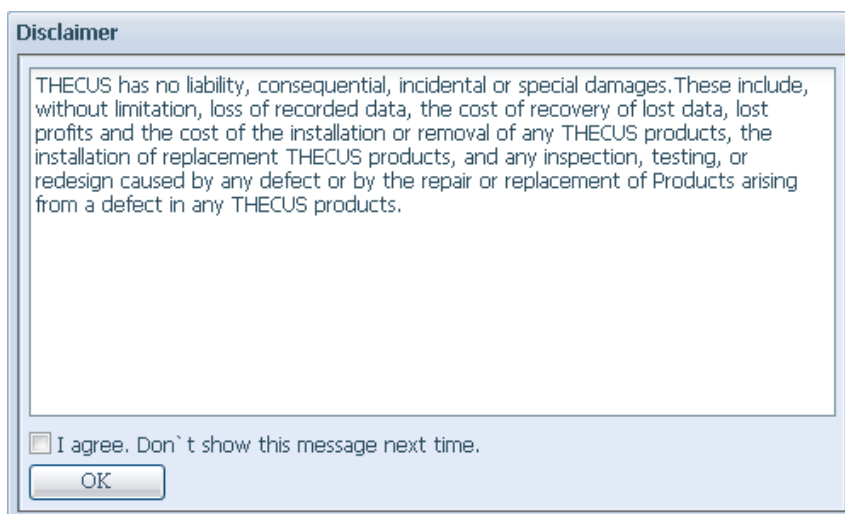 Disclaimer
THECUS has no liability, consequential, incidental or special damages.These include,
without limitation, loss of recorded data, the cost of recovery of lost data, lost
profits and the cost of the installation or removal of any THECUS products, the
installation of replacement THECUS products, and any inspection, testing, or
redesign caused by any defect or by the repair or replacement of Products arising
from a defect in any THECUS products.
I agree. Don`t show this message next time.
OK